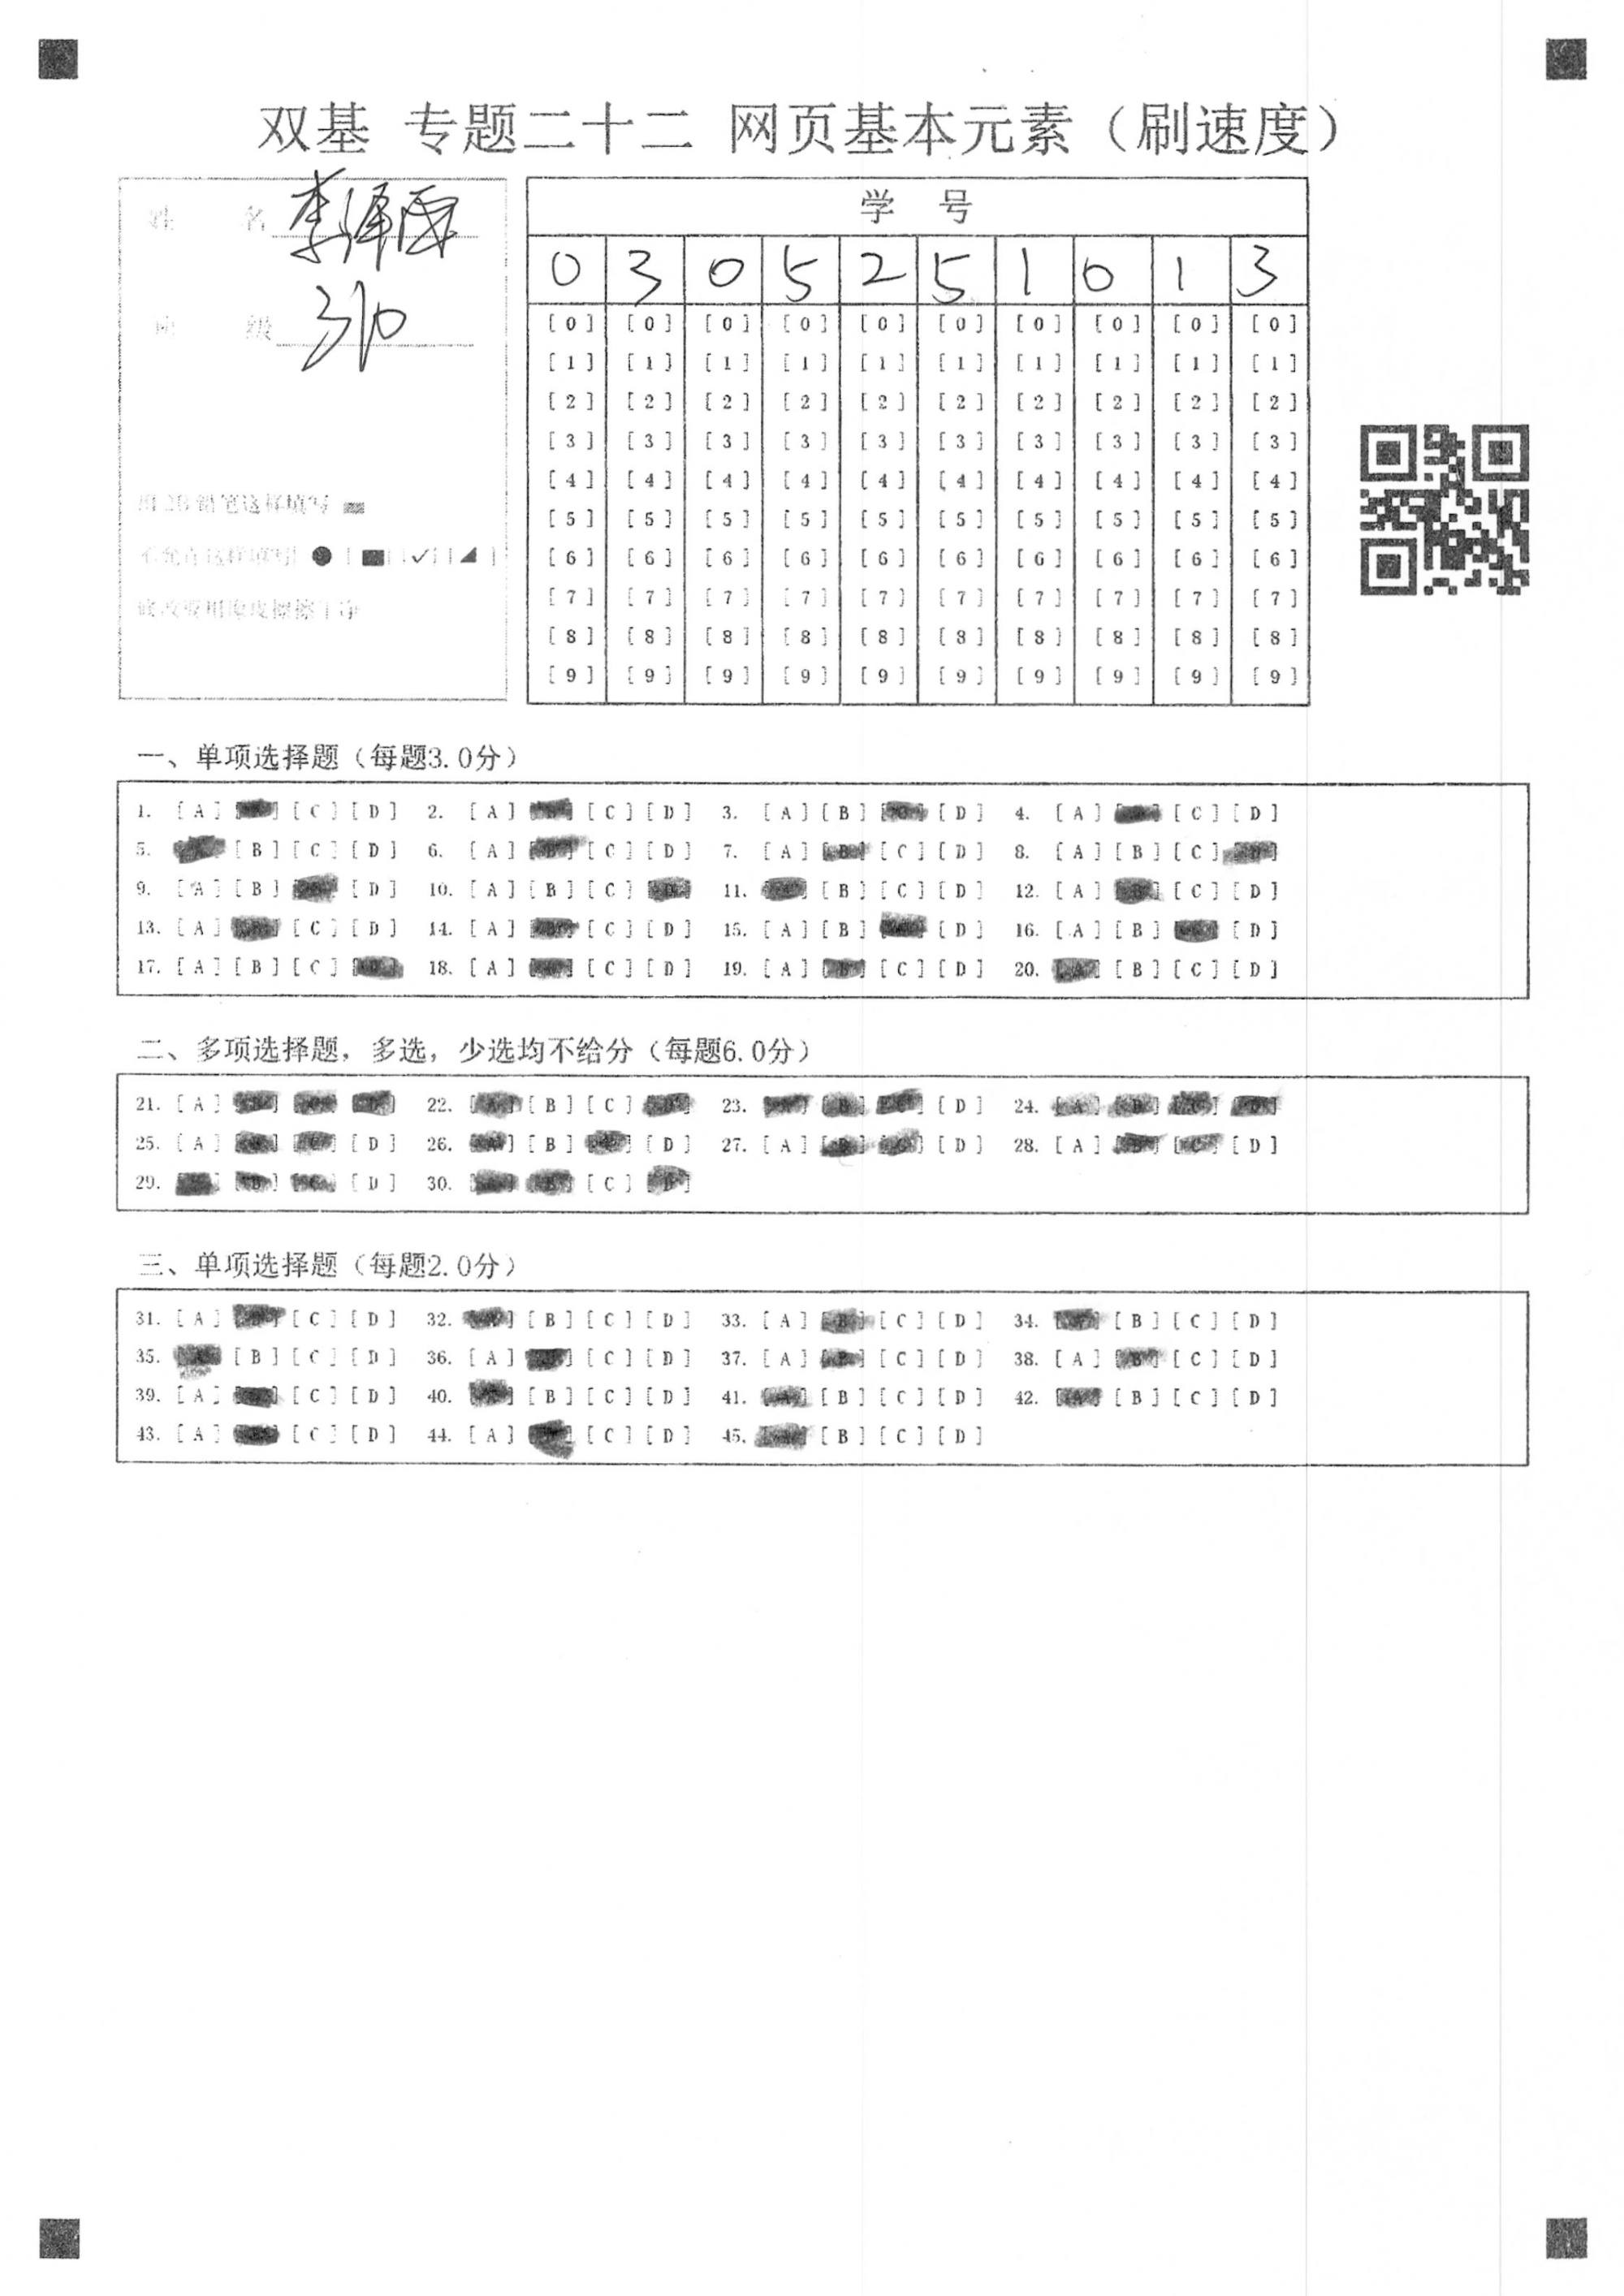 双基 专题二十二 网页基本元素（刷速度）
姓 名 李泽
级 310
用2B铅笔这样填写
不允许这样填写[●][■][✓][◢]
修改要用橡皮擦擦干净
学 号
0 3 0 5 2 5 1 0 1 3
[0] [0] [0] [0] [0] [0] [0] [0] [0] [0]
[1] [1] [1] [1] [1] [1] [1] [1] [1] [1]
[2] [2] [2] [2] [2] [2] [2] [2] [2] [2]
[3] [3] [3] [3] [3] [3] [3] [3] [3] [3]
[4] [4] [4] [4] [4] [4] [4] [4] [4] [4]
[5] [5] [5] [5] [5] [5] [5] [5] [5] [5]
[6] [6] [6] [6] [6] [6] [6] [6] [6] [6]
[7] [7] [7] [7] [7] [7] [7] [7] [7] [7]
[8] [8] [8] [8] [8] [8] [8] [8] [8] [8]
[9] [9] [9] [9] [9] [9] [9] [9] [9] [9]
一、单项选择题（每题3.0分）
1. [A] [C] [D] 2. [A] [C] [D] 3. [A] [B] [D] 4. [A] [C] [D]
5. [B] [C] [D] 6. [A] [B] [C] [D] 7. [A] [B] [C] [D] 8. [A] [B] [C] [D]
9. [A] [B] [D] 10. [A] [B] [C] 11. [B] [C] [D] 12. [A] [C] [D]
13. [A] [C] [D] 14. [A] [C] [D] 15. [A] [B] [D] 16. [A] [B] [D]
17. [A] [B] [C] 18. [A] [C] [D] 19. [A] [B] [C] [D] 20. [A] [B] [C] [D]
二、多项选择题，多选，少选均不给分（每题6.0分）
21. [A] 22. [B] [C] 23. [B] [D] 24. [A] [B] [C] [D]
25. [A] [D] 26. [A] [B] [D] 27. [A] [B] [C] [D] 28. [A] [C] [D]
29. [B] [C] [D] 30. [B] [C] [D]
三、单项选择题（每题2.0分）
31. [A] [C] [D] 32. [B] [C] [D] 33. [A] [B] [C] [D] 34. [B] [C] [D]
35. [B] [C] [D] 36. [A] [C] [D] 37. [A] [B] [C] [D] 38. [A] [B] [C] [D]
39. [A] [C] [D] 40. [B] [C] [D] 41. [A] [B] [C] [D] 42. [A] [B] [C] [D]
43. [A] [C] [D] 44. [A] [C] [D] 45. [B] [C] [D]